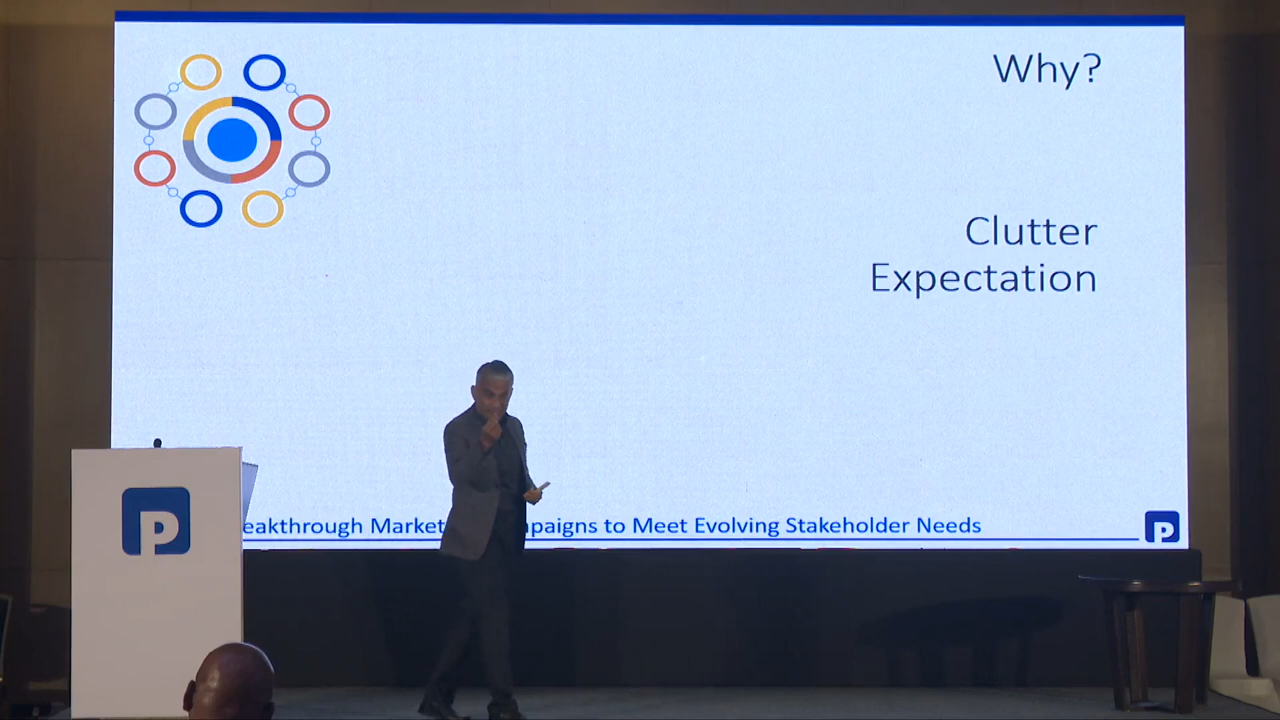 Why?
Clutter
Expectation
eakthrough Market paigns to Meet Evolving Stakeholder Needs
P
P